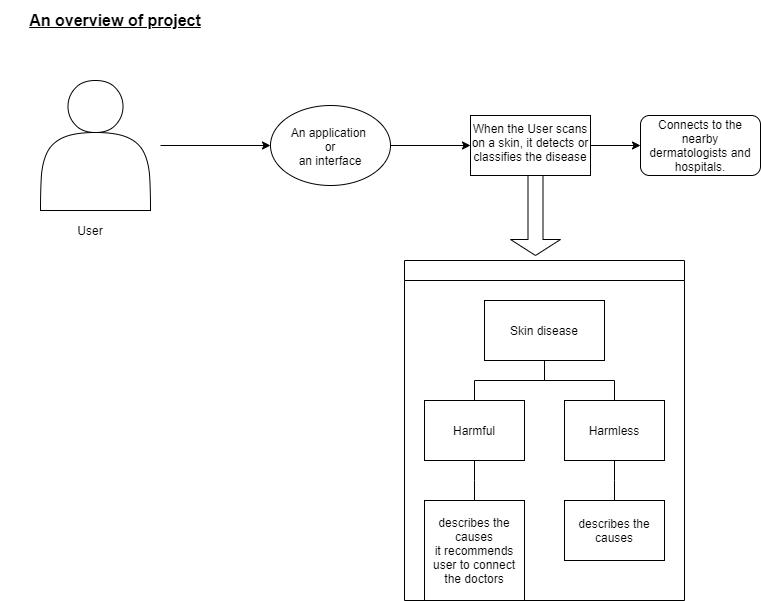 An overview of project
An application
or
an interface
When the User scans
on a skin, it detects or
classifies the disease
Connects to the
nearby
dermatologists and
hospitals.
User
Skin disease
Harmful
Harmless
describes the
causes
it recommends
user to connect
the doctors
describes the
causes